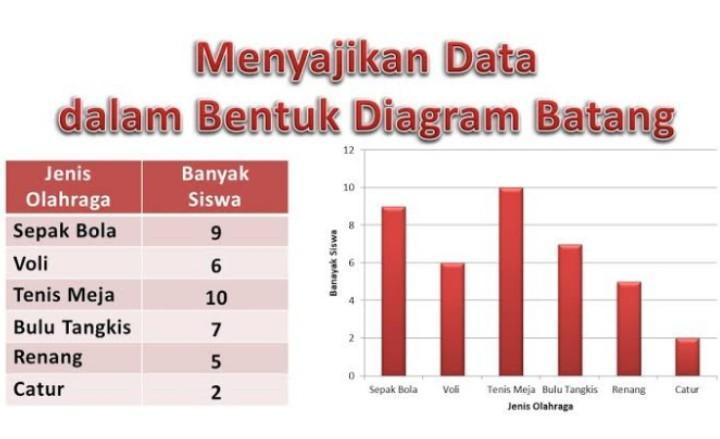 Menyajikan Data
dalam Bentuk Diagram Batang
Jenis Olahraga Banyak Siswa
Sepak Bola 9
Voli 6
Tenis Meja 10
Bulu Tangkis 7
Renang 5
Catur 2
12
10
8
6
4
2
0
Banayak Siswa
Sepak Bola Voli Tenis Meja Bulu Tangkis Renang Catur
Jenis Olahraga